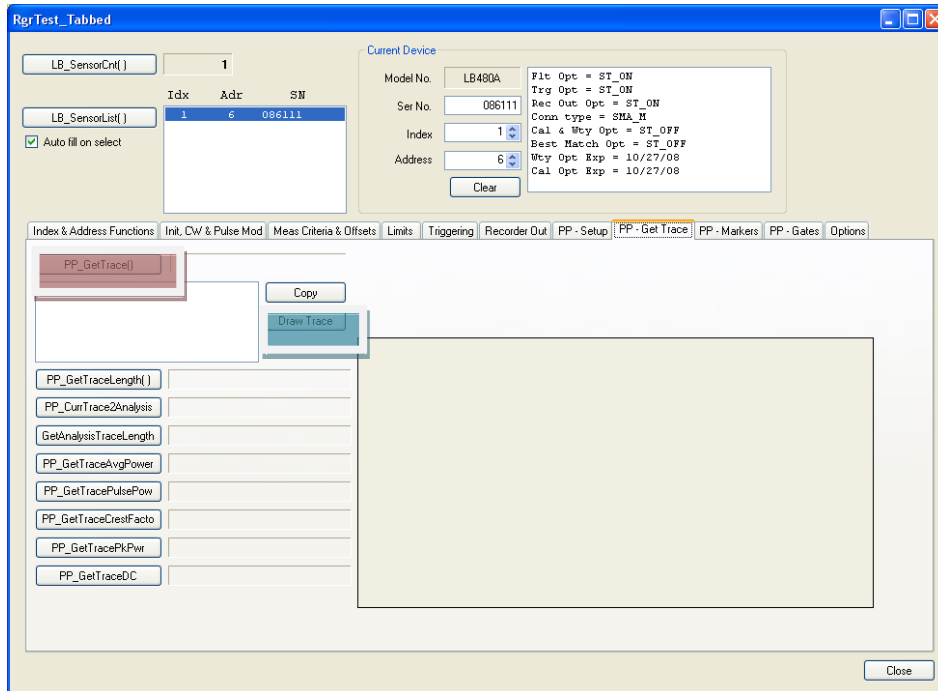 RgrTest_Tabbed
LB_SensorCnt( )
1
LB_SensorList( )
Auto fill on select
Idx Adr SN
1 6 086111
Current Device
Model No. LB480A
Ser No. 086111
Index 1
Address 6
Clear
Flt Opt = ST_ON
Trg Opt = ST_ON
Rec Out Opt = ST_ON
Conn type = SMA_M
Cal & Wty Opt = ST_OFF
Best Match Opt = ST_OFF
Wty Opt Exp = 10/27/08
Cal Opt Exp = 10/27/08
Index & Address Functions Init, CW & Pulse Mod Meas Criteria & Offsets Limits Triggering Recorder Out PP - Setup PP - Get Trace PP - Markers PP - Gates Options
PP_GetTrace()
Copy
Draw Trace
PP_GetTraceLength( )
PP_CurrTrace2Analysis
GetAnalysisTraceLength
PP_GetTraceAvgPower
PP_GetTracePulsePow
PP_GetTraceCrestFacto
PP_GetTracePkPwr
PP_GetTraceDC
Close